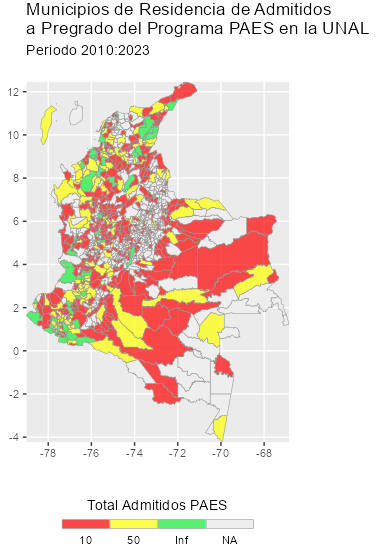 Municipios de Residencia de Admitidos
a Pregrado del Programa PAES en la UNAL
Periodo 2010:2023
12
10
8
6
4
2
0
-2
-4
-78 -76 -74 -72 -70 -68
Total Admitidos PAES
10 50 Inf NA